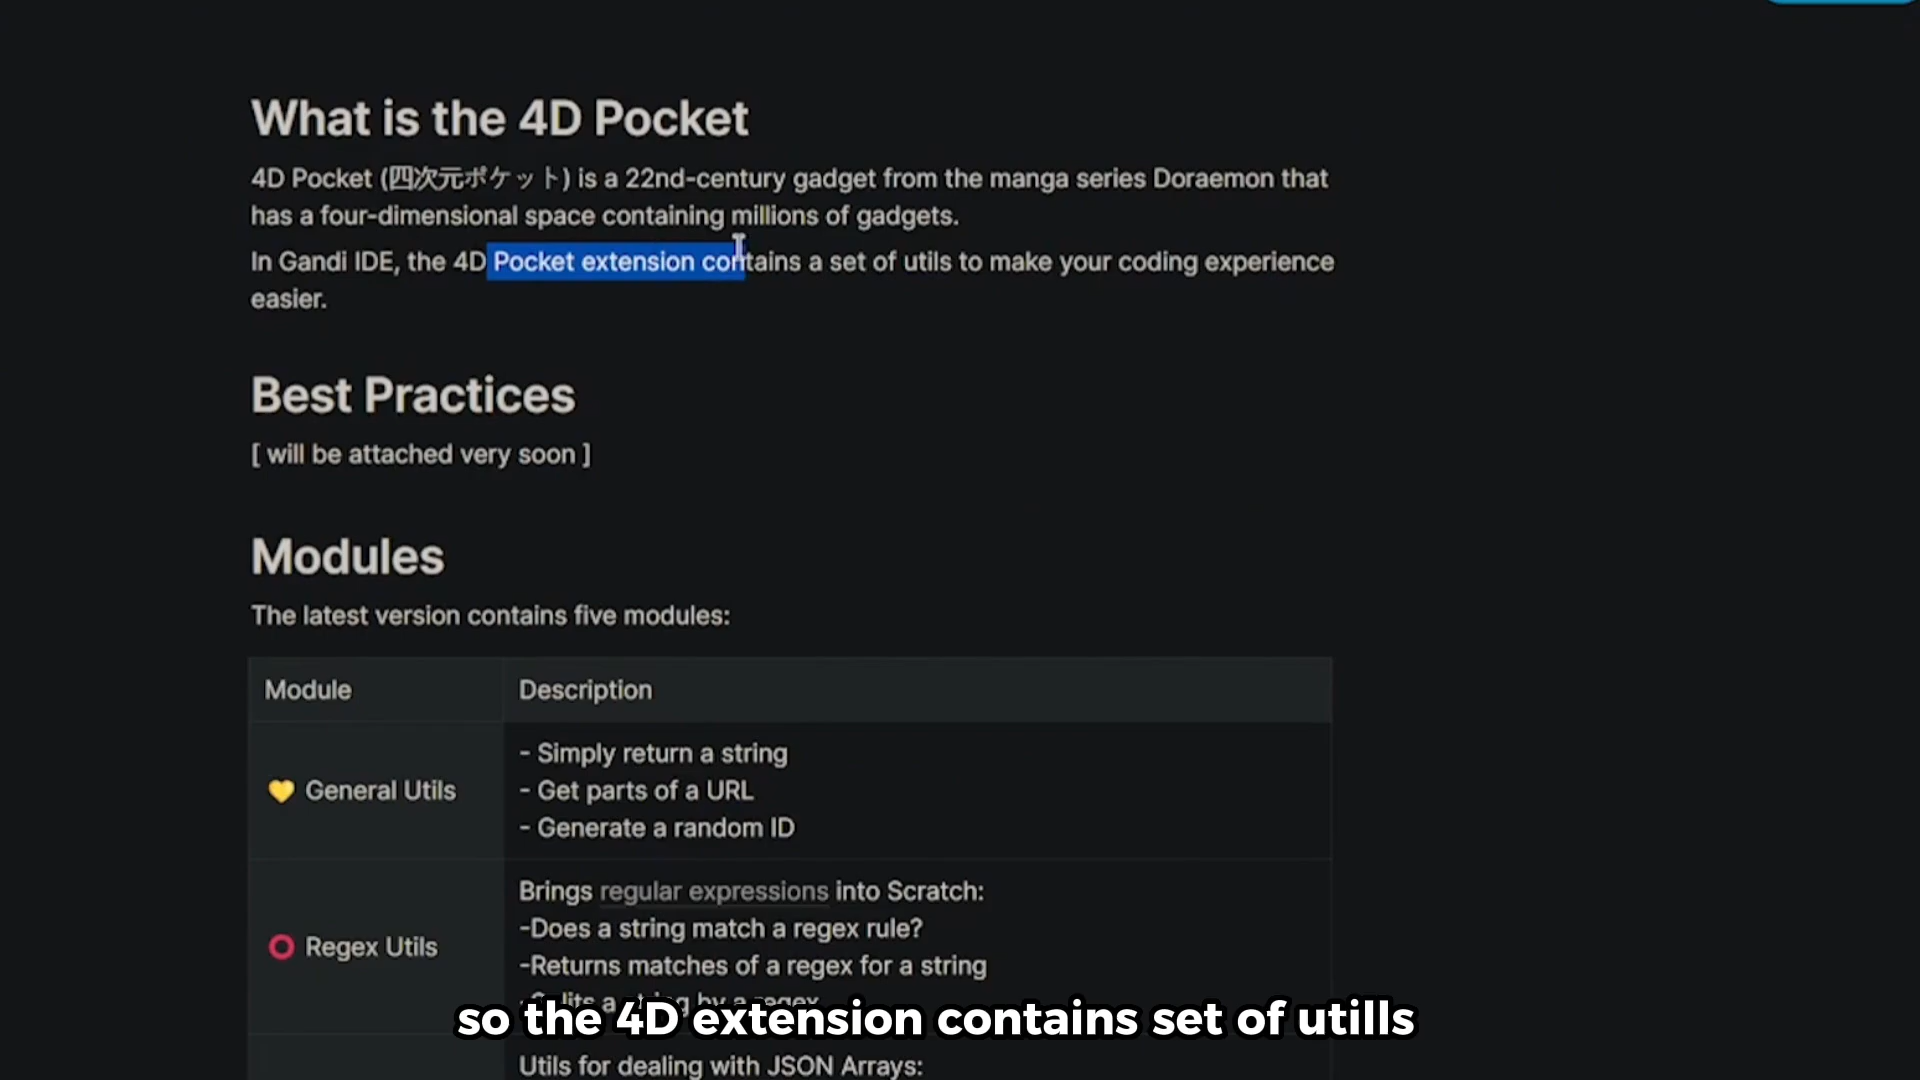 What is the 4D Pocket
4D Pocket (四次元ポケット) is a 22nd-century gadget from the manga series Doraemon that
has a four-dimensional space containing millions of gadgets.
In Gandi IDE, the 4D Pocket extension contains a set of utils to make your coding experience
easier.
Best Practices
[ will be attached very soon ]
Modules
The latest version contains five modules:
Module Description
- Simply return a string
💛 General Utils - Get parts of a URL
- Generate a random ID
Brings regular expressions into Scratch:
-Does a string match a regex rule?
⭕ Regex Utils
-Returns matches of a regex for a string
-Splits a string by a regex
so the 4D extension contains set of utills
Utils for dealing with JSON Arrays: